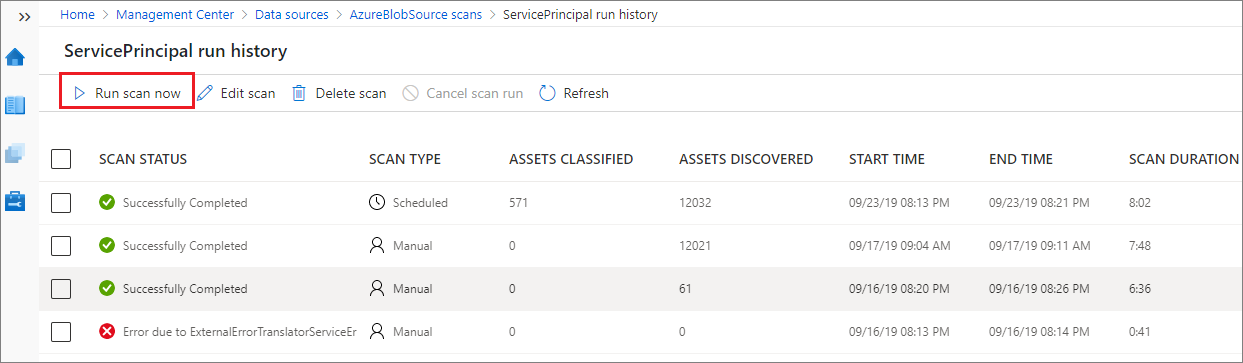 Home > Management Center > Data sources > AzureBlobSource scans > ServicePrincipal run history
ServicePrincipal run history
Run scan now Edit scan Delete scan Cancel scan run Refresh
SCAN STATUS SCAN TYPE ASSETS CLASSIFIED ASSETS DISCOVERED START TIME END TIME SCAN DURATION
Successfully Completed Scheduled 571 12032 09/23/19 08:13 PM 09/23/19 08:21 PM 8:02
Successfully Completed Manual 0 12021 09/17/19 09:04 AM 09/17/19 09:11 AM 7:48
Successfully Completed Manual 0 61 09/16/19 08:20 PM 09/16/19 08:26 PM 6:36
Error due to ExternalErrorTranslatorServiceEr Manual 0 0 09/16/19 08:13 PM 09/16/19 08:14 PM 0:41